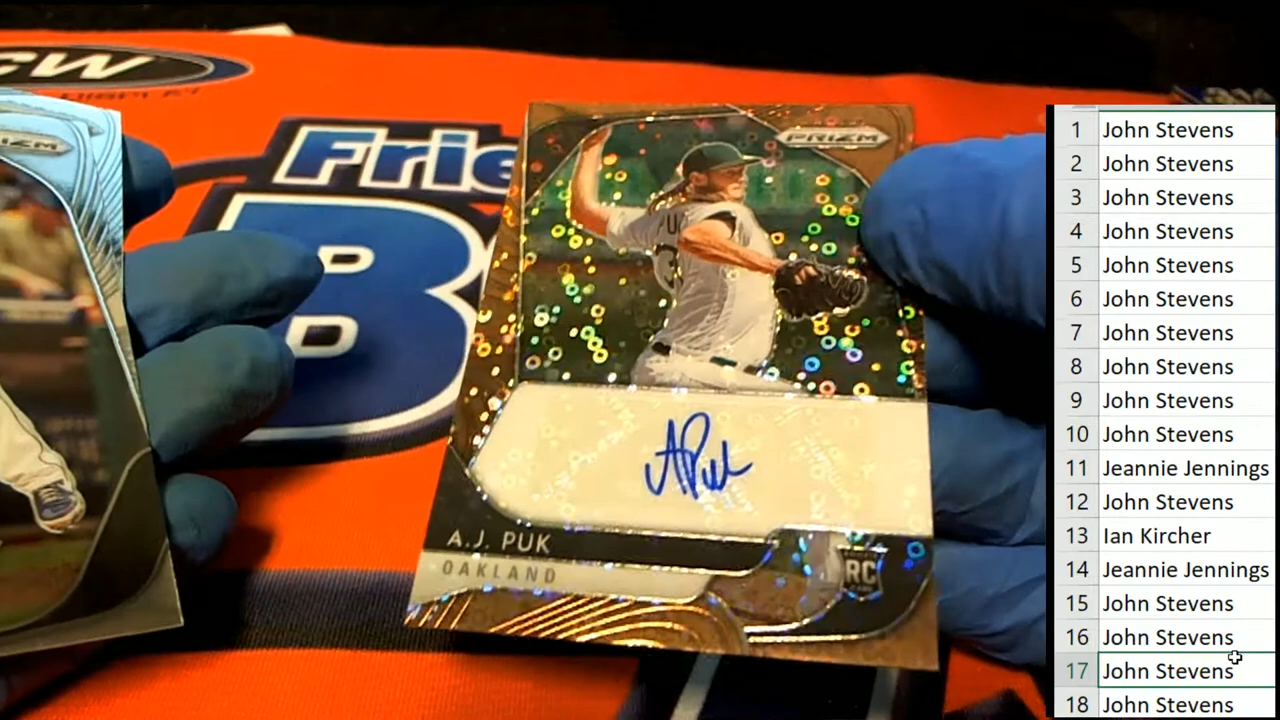 CW
Frie
B
PRIZM
A.J. PUK
OAKLAND
RC
1 John Stevens
2 John Stevens
3 John Stevens
4 John Stevens
5 John Stevens
6 John Stevens
7 John Stevens
8 John Stevens
9 John Stevens
10 John Stevens
11 Jeannie Jennings
12 John Stevens
13 Ian Kircher
14 Jeannie Jennings
15 John Stevens
16 John Stevens
17 John Stevens
18 John Stevens